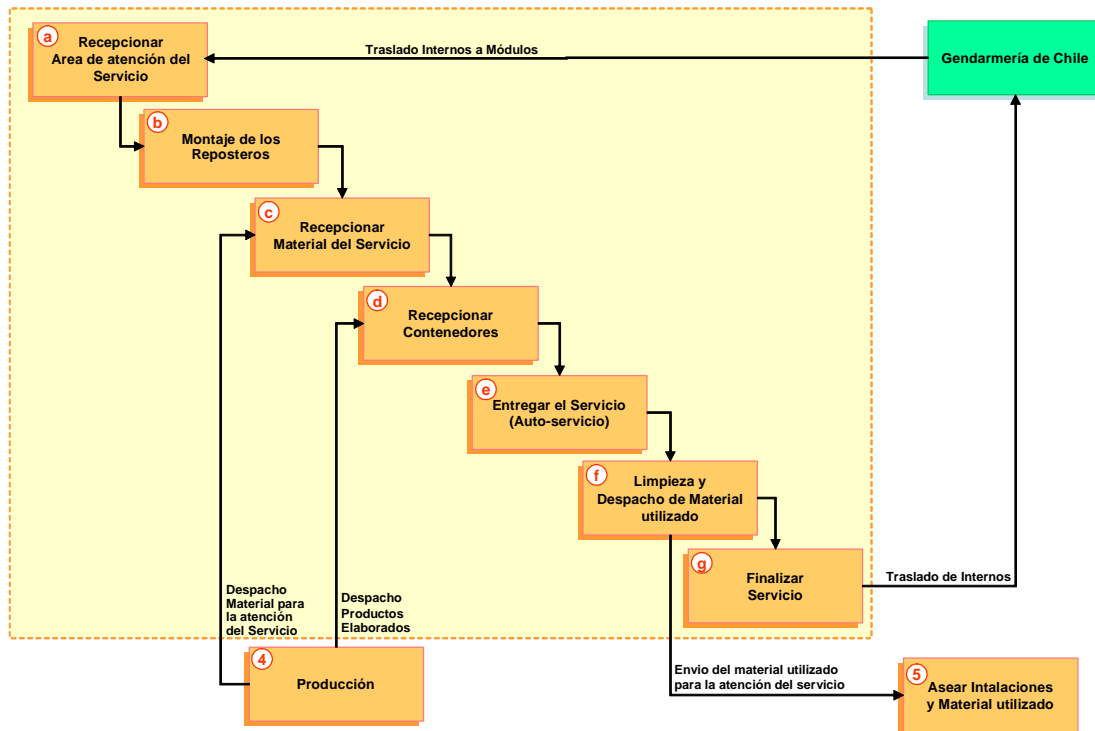 a
Recepcionar
Area de atención del
Servicio
Traslado Internos a Módulos
Gendarmería de Chile
b
Montaje de los
Reposteros
c
Recepcionar
Material del Servicio
d
Recepcionar
Contenedores
e
Entregar el Servicio
(Auto-servicio)
f
Limpieza y
Despacho de Material
utilizado
g
Finalizar
Servicio
Traslado de Internos
Despacho
Material para
la atención
del Servicio
Despacho
Productos
Elaborados
4
Producción
Envio del material utilizado
para la atención del servicio
5
Asear Intalaciones
y Material utilizado